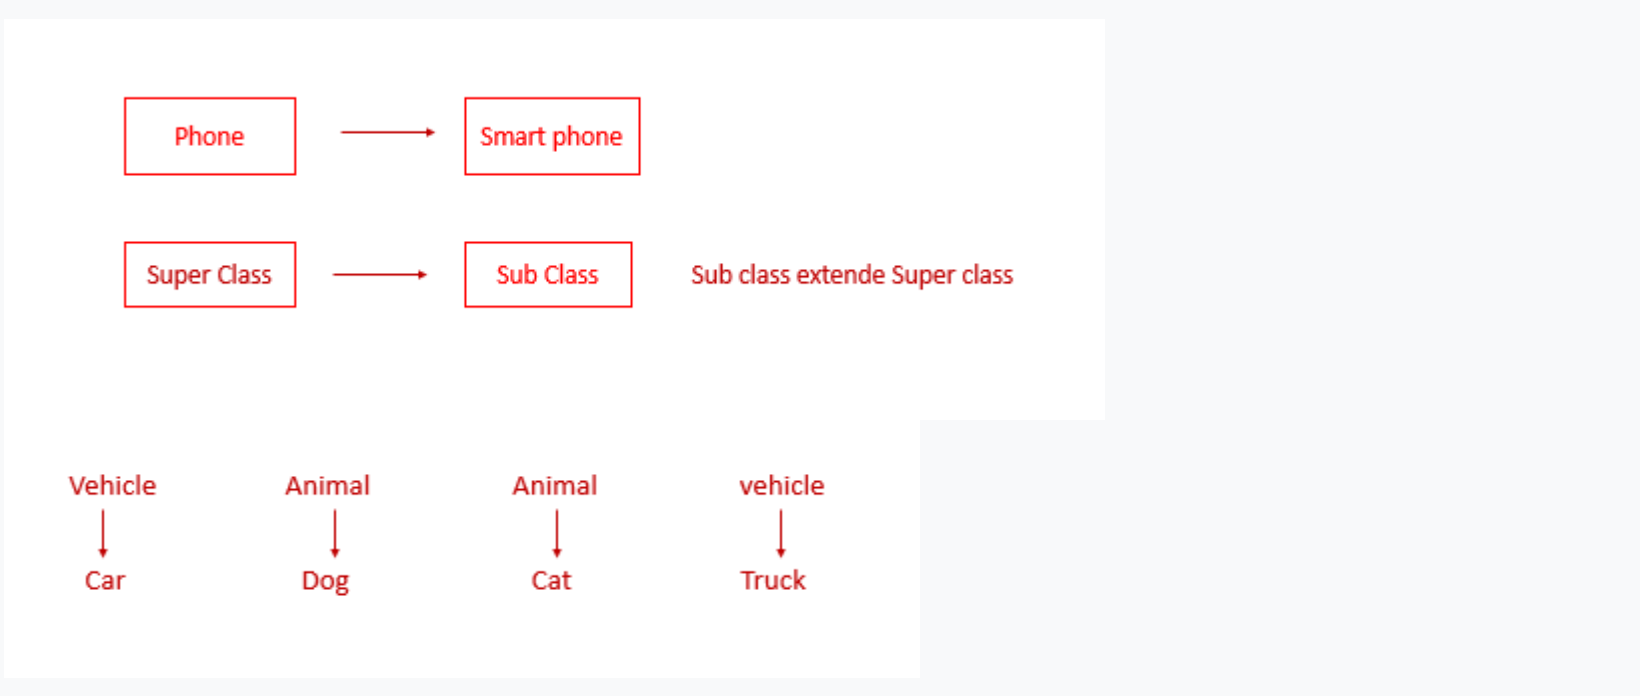 Phone Smart phone
Super Class Sub Class Sub class extende Super class
Vehicle Animal Animal vehicle
Car Dog Cat Truck